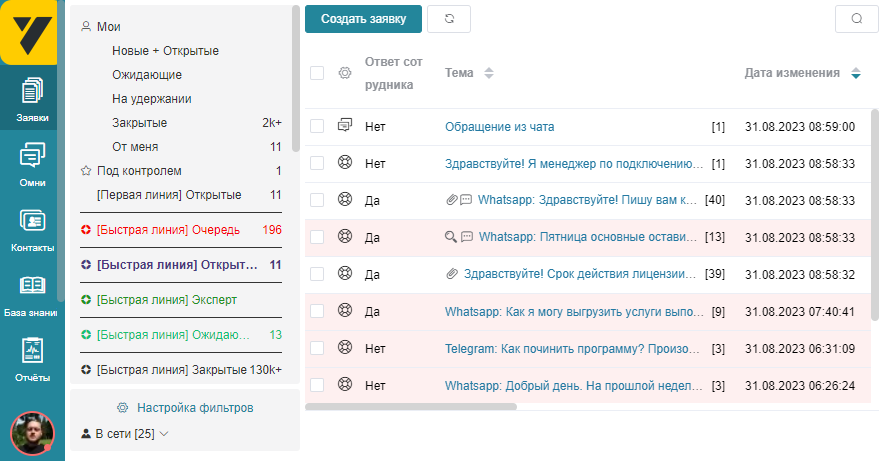 Заявки
Омни
Контакты
База знани
Отчёты
Мои
Новые + Открытые
Ожидающие
На удержании
Закрытые 2k+
От меня 11
Под контролем 1
[Первая линия] Открытые 11
[Быстрая линия] Очередь 196
[Быстрая линия] Открыт... 11
[Быстрая линия] Эксперт
[Быстрая линия] Ожидаю... 13
[Быстрая линия] Закрытые 130k+
Настройка фильтров
В сети [25]
Создать заявку
Ответ сот
рудника
Тема
Дата изменения
Нет Обращение из чата [1] 31.08.2023 08:59:00
Нет Здравствуйте! Я менеджер по подключению... [1] 31.08.2023 08:58:33
Да Whatsapp: Здравствуйте! Пишу вам к... [40] 31.08.2023 08:58:33
Да Whatsapp: Пятница основные остави... [13] 31.08.2023 08:58:33
Да Здравствуйте! Срок действия лицензии... [39] 31.08.2023 08:58:32
Да Whatsapp: Как я могу выгрузить услуги выпо... [9] 31.08.2023 07:40:41
Нет Telegram: Как починить программу? Произо... [3] 31.08.2023 06:31:09
Нет Whatsapp: Добрый день. На прошлой недел... [3] 31.08.2023 06:26:24